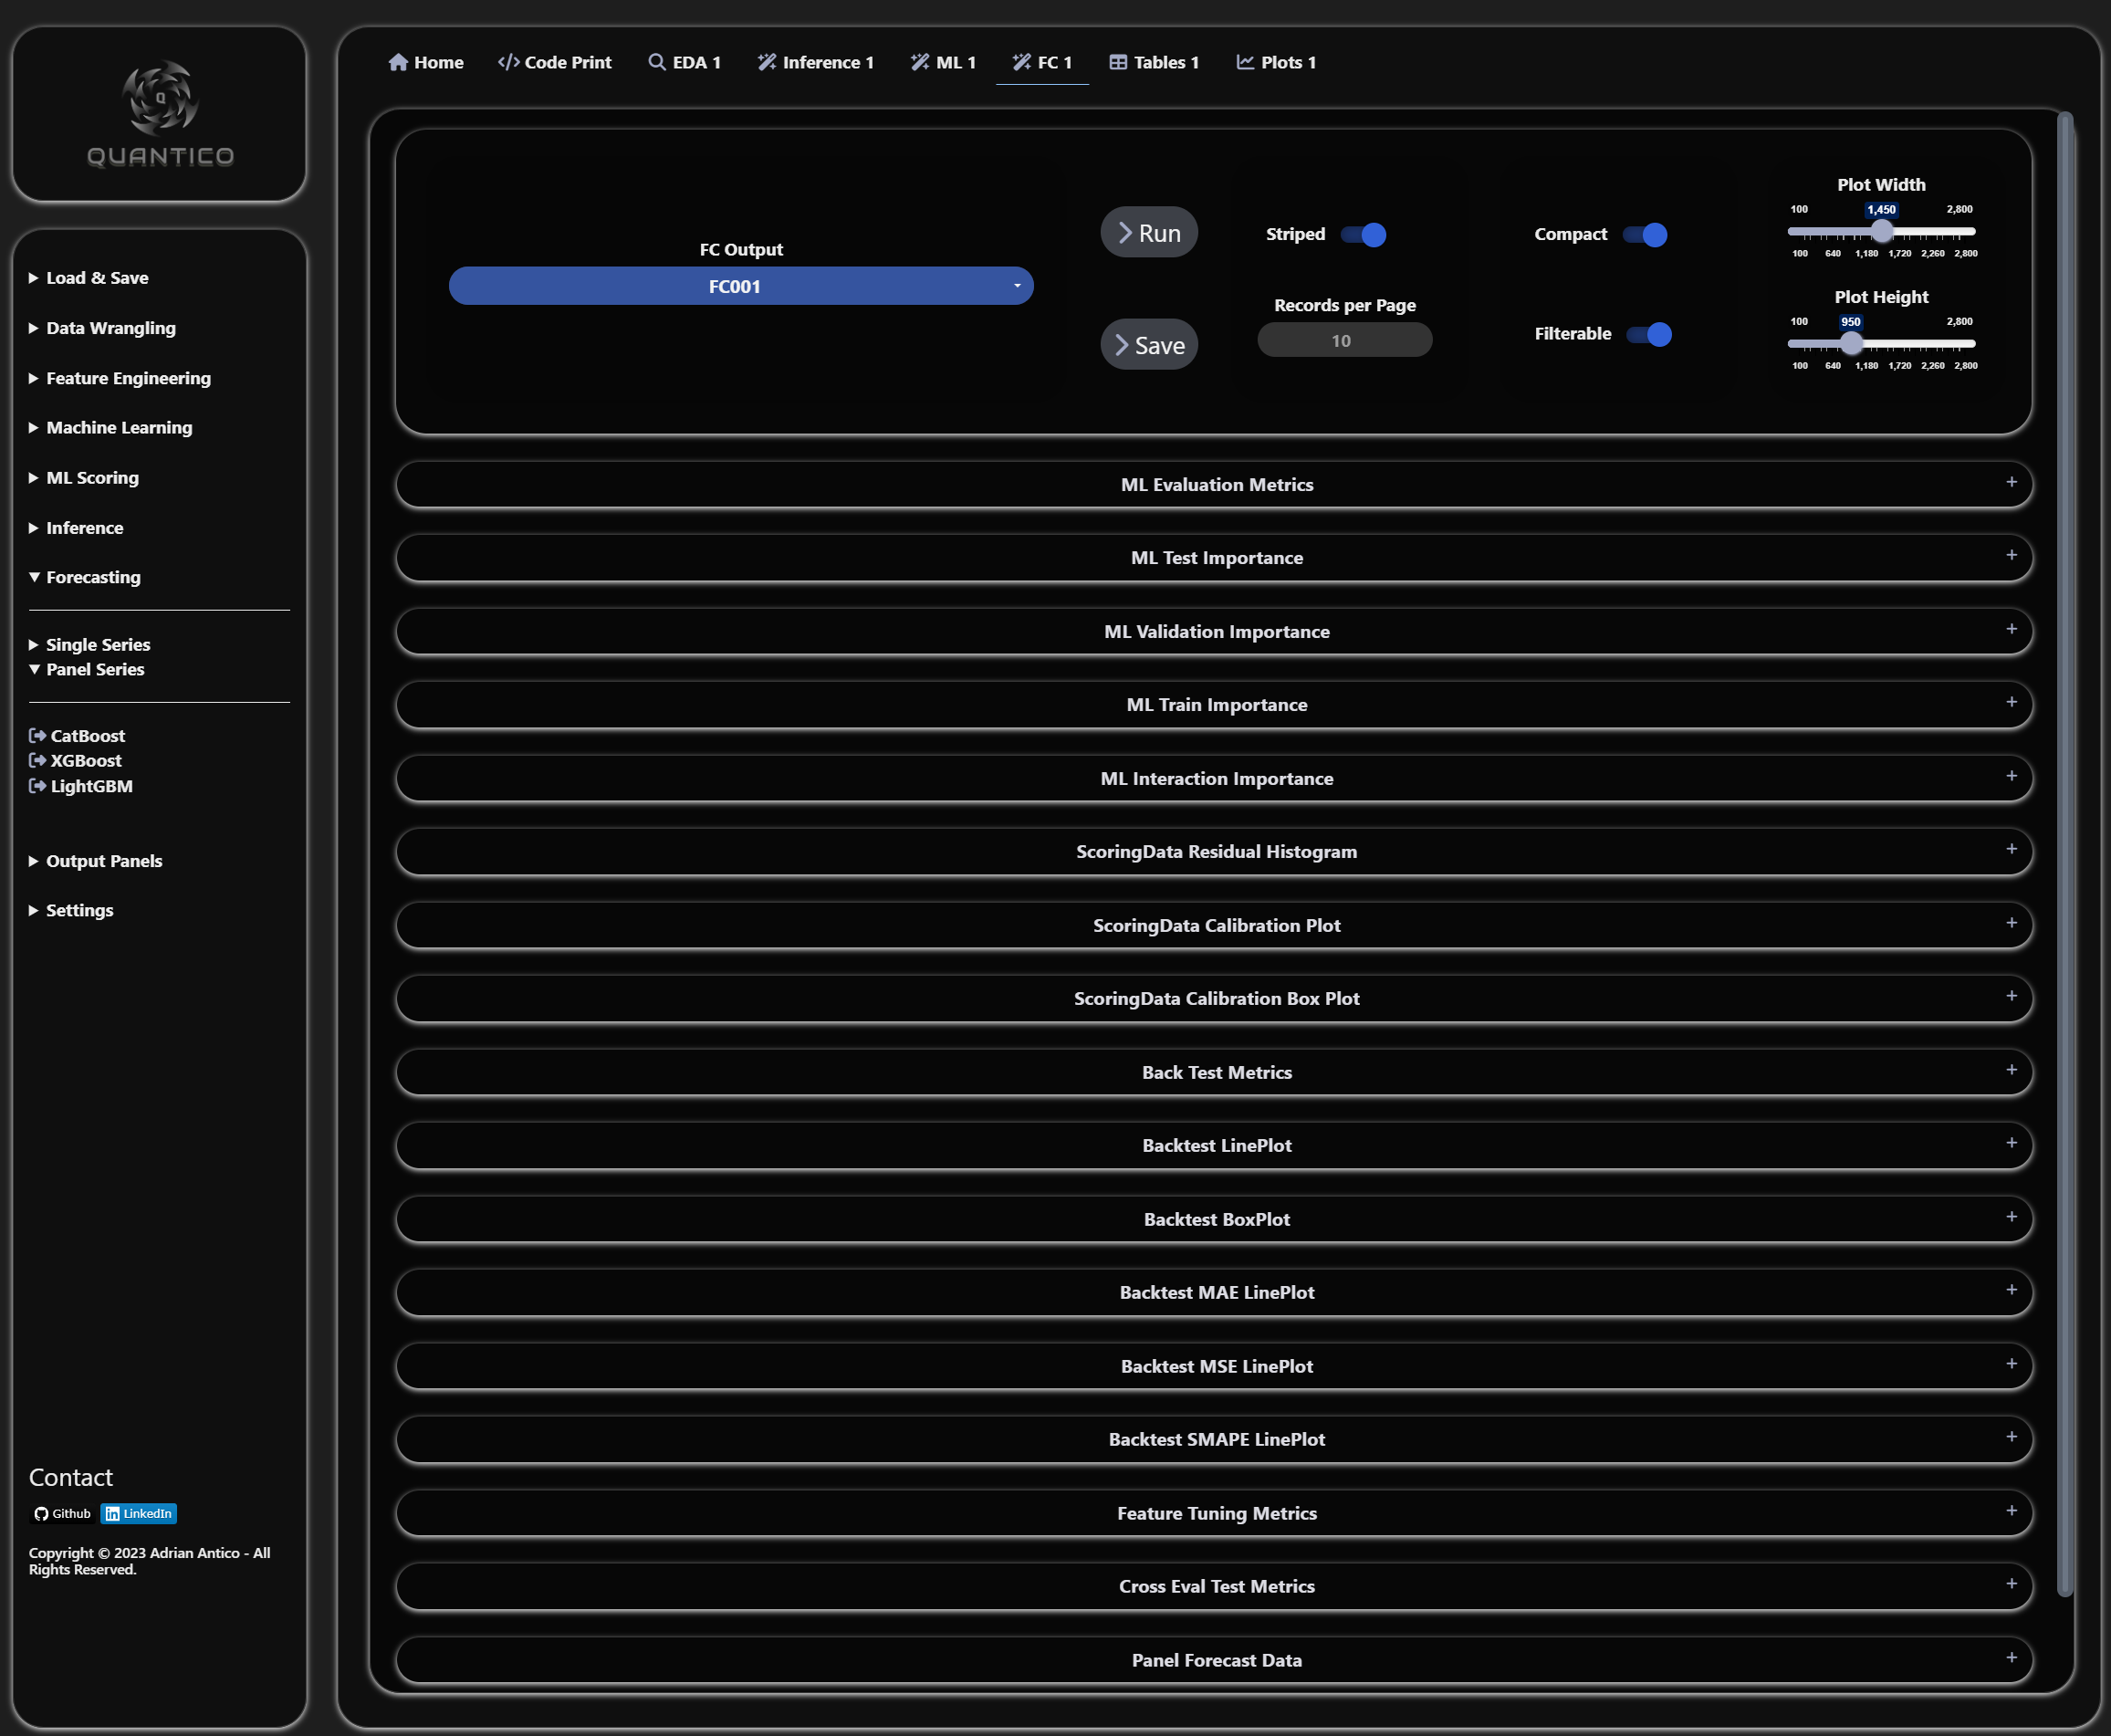 Q
QUANTICO
Load & Save
Data Wrangling
Feature Engineering
Machine Learning
ML Scoring
Inference
Forecasting
Single Series
Panel Series
CatBoost
XGBoost
LightGBM
Output Panels
Settings
Contact
Github LinkedIn
Copyright © 2023 Adrian Antico - All
Rights Reserved.
Home Code Print EDA 1 Inference 1 ML 1 FC 1 Tables 1 Plots 1
FC Output
FC001
Run
Save
Striped
Records per Page
10
Compact
Filterable
Plot Width
100 1,450 2,800
100 640 1,180 1,720 2,260 2,800
Plot Height
100 950 2,800
100 640 1,180 1,720 2,260 2,800
ML Evaluation Metrics +
ML Test Importance +
ML Validation Importance +
ML Train Importance +
ML Interaction Importance +
ScoringData Residual Histogram +
ScoringData Calibration Plot +
ScoringData Calibration Box Plot +
Back Test Metrics +
Backtest LinePlot +
Backtest BoxPlot +
Backtest MAE LinePlot +
Backtest MSE LinePlot +
Backtest SMAPE LinePlot +
Feature Tuning Metrics +
Cross Eval Test Metrics +
Panel Forecast Data +